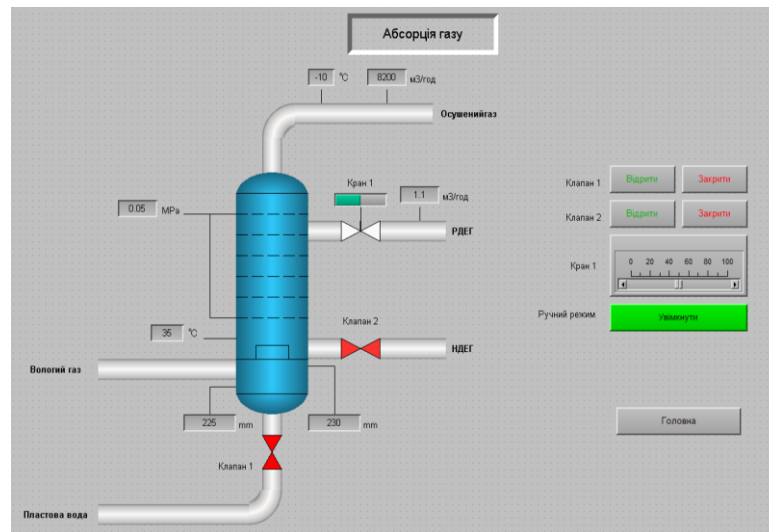 Абсорція газу
-10 °C 8200 м3/год
Осушенийгаз
Кран 1
1.1 м3/год
0.05 MPa
РДЕГ
Клапан 1 Відрити Закрити
Клапан 2 Відрити Закрити
Кран 1
0 20 40 60 80 100
Ручний режим Увімкнути
Клапан 2
35 °C
НДЕГ
Вологий газ
225 mm
230 mm
Головна
Клапан 1
Пластова вода